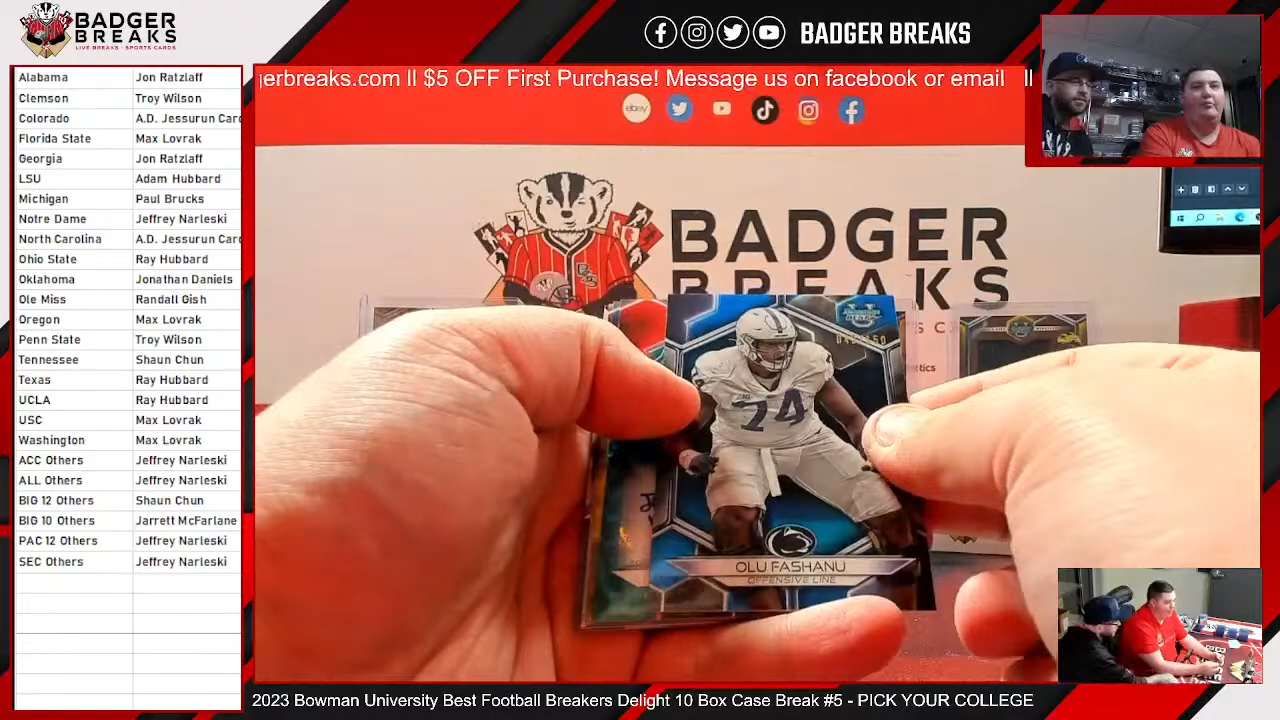 BADGER
BREAKS
LIVE BREAKS · SPORTS CARDS
BADGER BREAKS
gerbreaks.com ll $5 OFF First Purchase! Message us on facebook or email ll
Alabama Jon Ratzlaff
Clemson Troy Wilson
Colorado A.D. Jessurun Car
Florida State Max Lovrak
Georgia Jon Ratzlaff
LSU Adam Hubbard
Michigan Paul Brucks
Notre Dame Jeffrey Narleski
North Carolina A.D. Jessurun Car
Ohio State Ray Hubbard
Oklahoma Jonathan Daniels
Ole Miss Randall Gish
Oregon Max Lovrak
Penn State Troy Wilson
Tennessee Shaun Chun
Texas Ray Hubbard
UCLA Ray Hubbard
USC Max Lovrak
Washington Max Lovrak
ACC Others Jeffrey Narleski
ALL Others Jeffrey Narleski
BIG 12 Others Shaun Chun
BIG 10 Others Jarrett McFarlane
PAC 12 Others Jeffrey Narleski
SEC Others Jeffrey Narleski
ebay
BADGER
BREAKS
74
OLU FASHANU
OFFENSIVE LINE
2023 Bowman University Best Football Breakers Delight 10 Box Case Break #5 - PICK YOUR COLLEGE